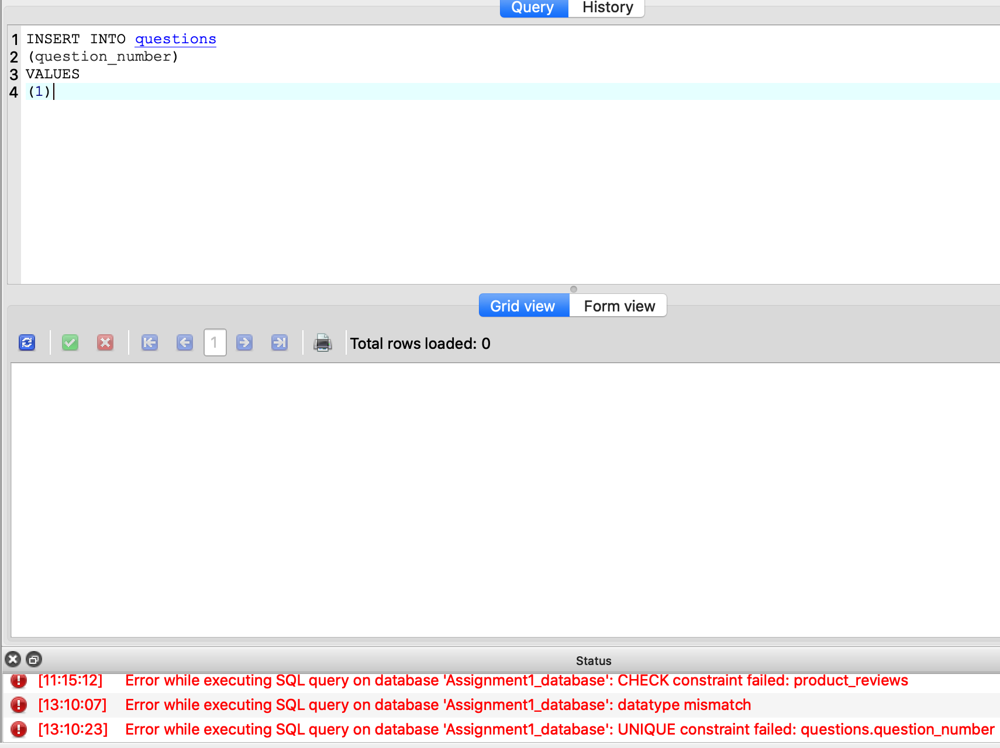 Query History
1 INSERT INTO questions
2 (question_number)
3 VALUES
4 (1)
Grid view Form view
1 Total rows loaded: 0
Status
[11:15:12] Error while executing SQL query on database 'Assignment1_database': CHECK constraint failed: product_reviews
[13:10:07] Error while executing SQL query on database 'Assignment1_database': datatype mismatch
[13:10:23] Error while executing SQL query on database 'Assignment1_database': UNIQUE constraint failed: questions.question_number